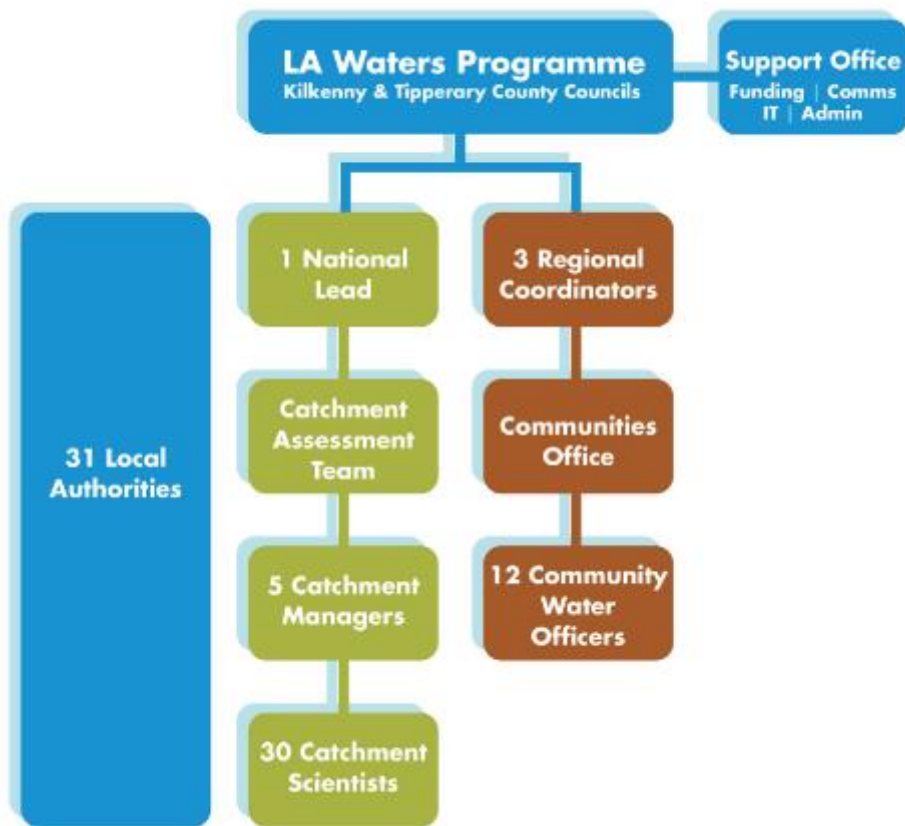 LA Waters Programme
Kilkenny & Tipperary County Councils
Support Office
Funding | Comms
IT | Admin
31 Local
Authorities
1 National
Lead
Catchment
Assessment
Team
5 Catchment
Managers
30 Catchment
Scientists
3 Regional
Coordinators
Communities
Office
12 Community
Water
Officers